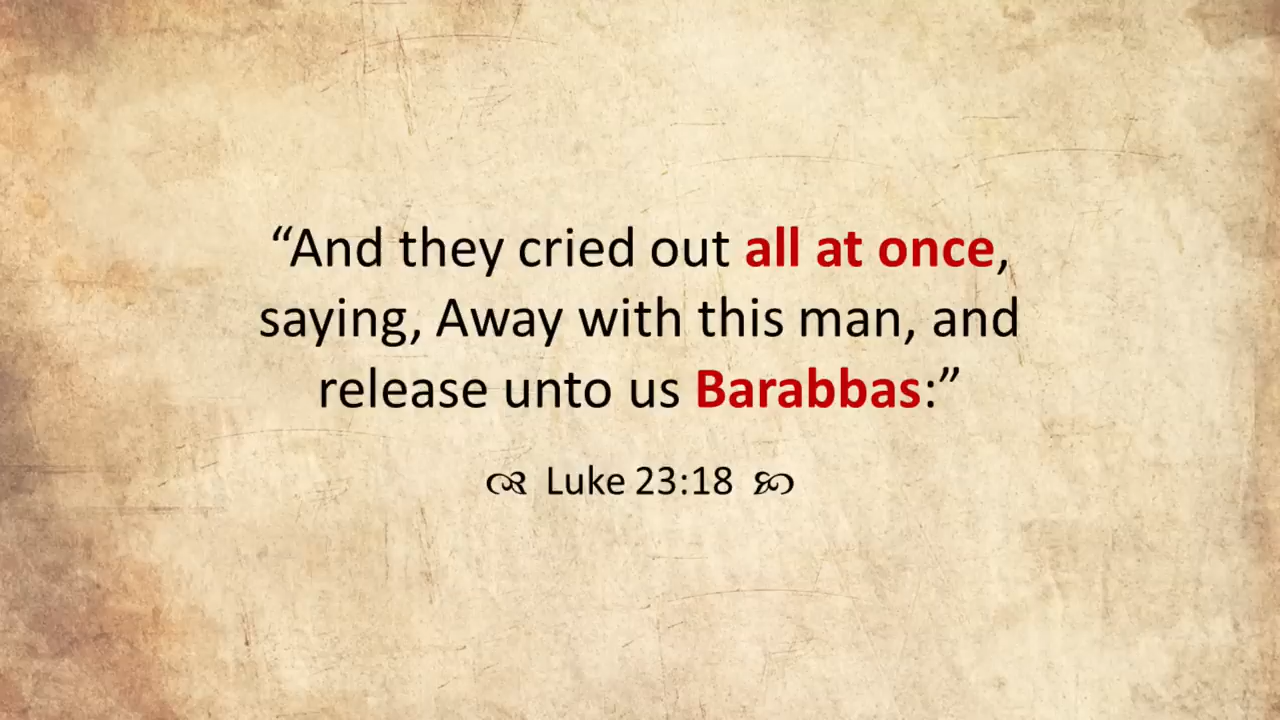 “And they cried out all at once,
saying, Away with this man, and
release unto us Barabbas:”
Luke 23:18